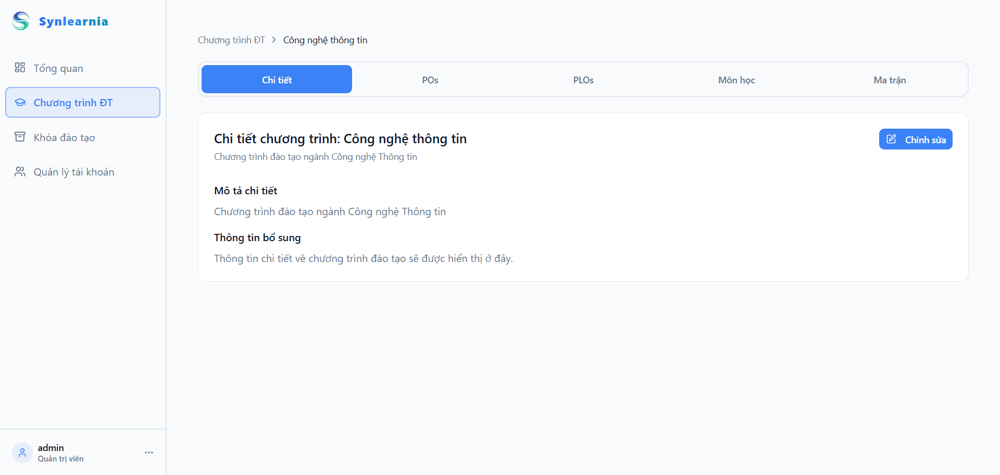 Synlearnia
Tổng quan
Chương trình ĐT
Khóa đào tạo
Quản lý tài khoản
admin
Quản trị viên
Chương trình ĐT > Công nghệ thông tin
Chi tiết POs PLOs Môn học Ma trận
Chi tiết chương trình: Công nghệ thông tin
Chỉnh sửa
Chương trình đào tạo ngành Công nghệ Thông tin
Mô tả chi tiết
Chương trình đào tạo ngành Công nghệ Thông tin
Thông tin bổ sung
Thông tin chi tiết về chương trình đào tạo sẽ được hiển thị ở đây.